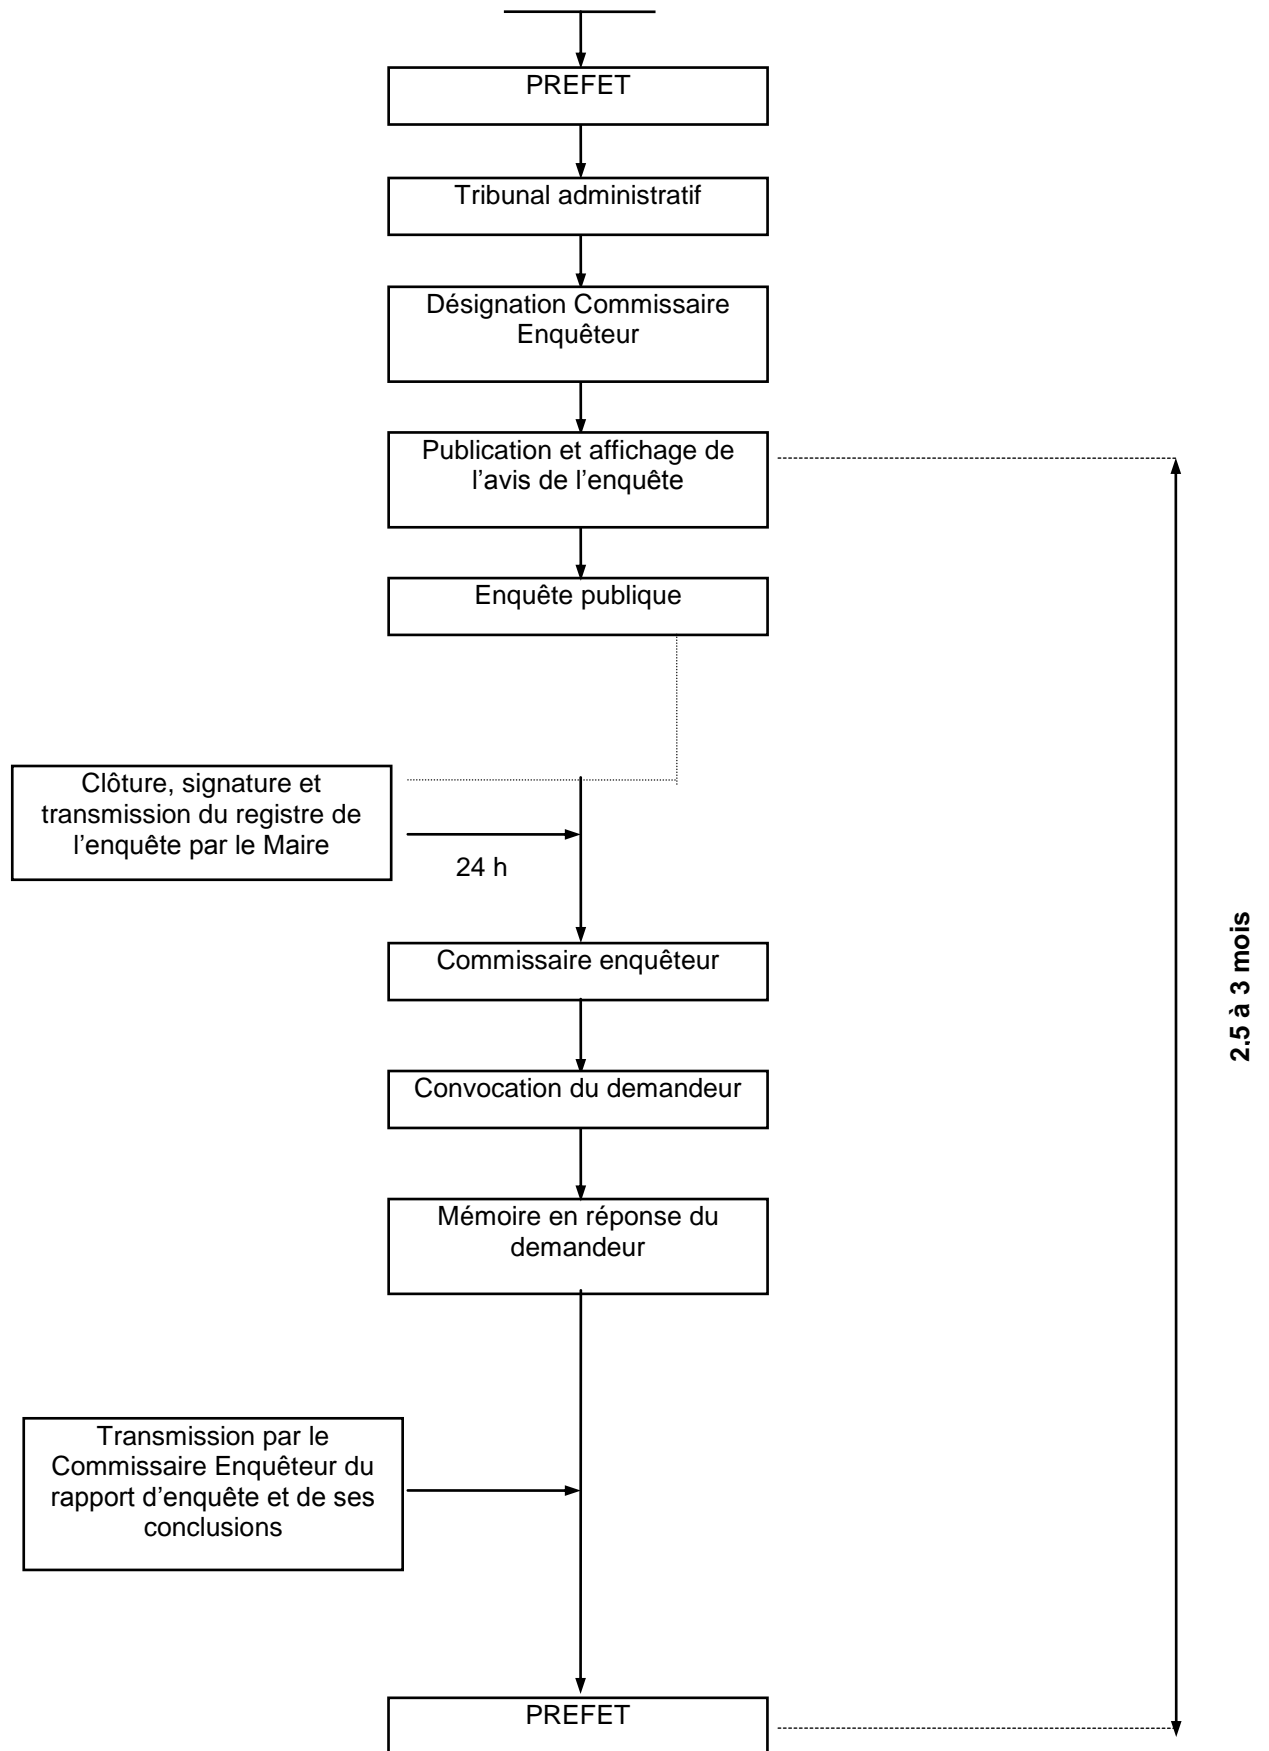 PREFET
Tribunal administratif
Désignation Commissaire
Enquêteur
Publication et affichage de
l’avis de l’enquête
Enquête publique
Clôture, signature et
transmission du registre de
l’enquête par le Maire
24 h
Commissaire enquêteur
Convocation du demandeur
Mémoire en réponse du
demandeur
2.5 à 3 mois
Transmission par le
Commissaire Enquêteur du
rapport d’enquête et de ses
conclusions
PREFET